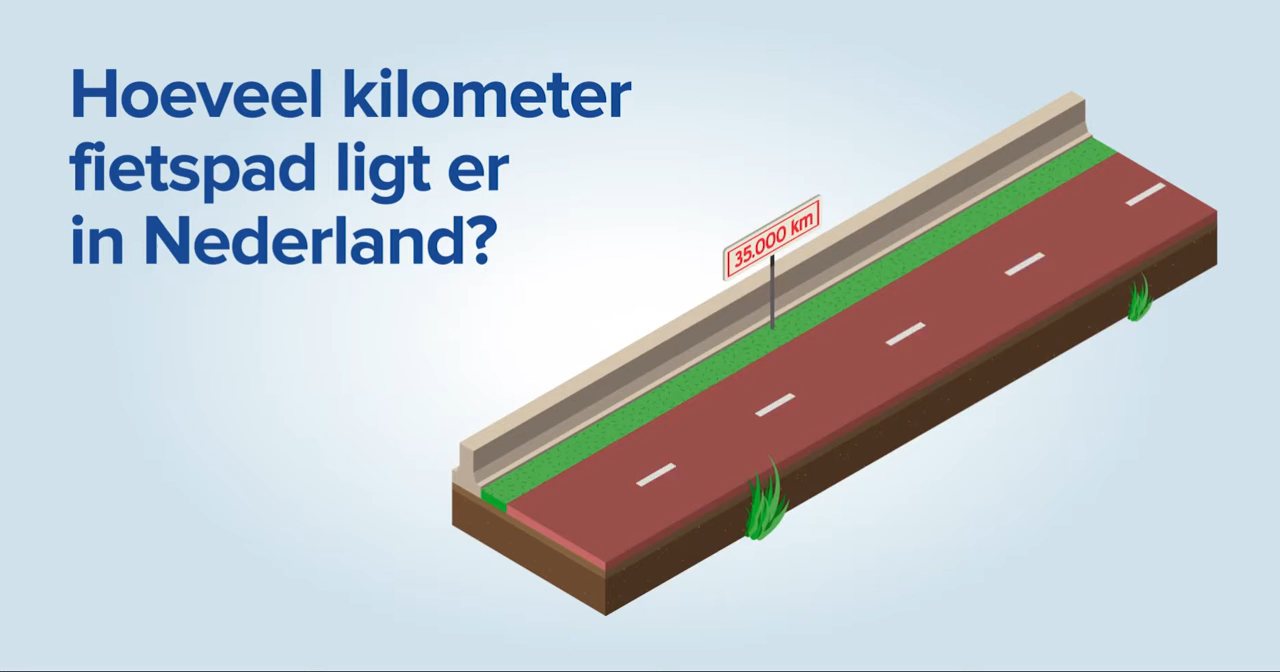 Hoeveel kilometer
fietspad ligt er
in Nederland?
35.000 km